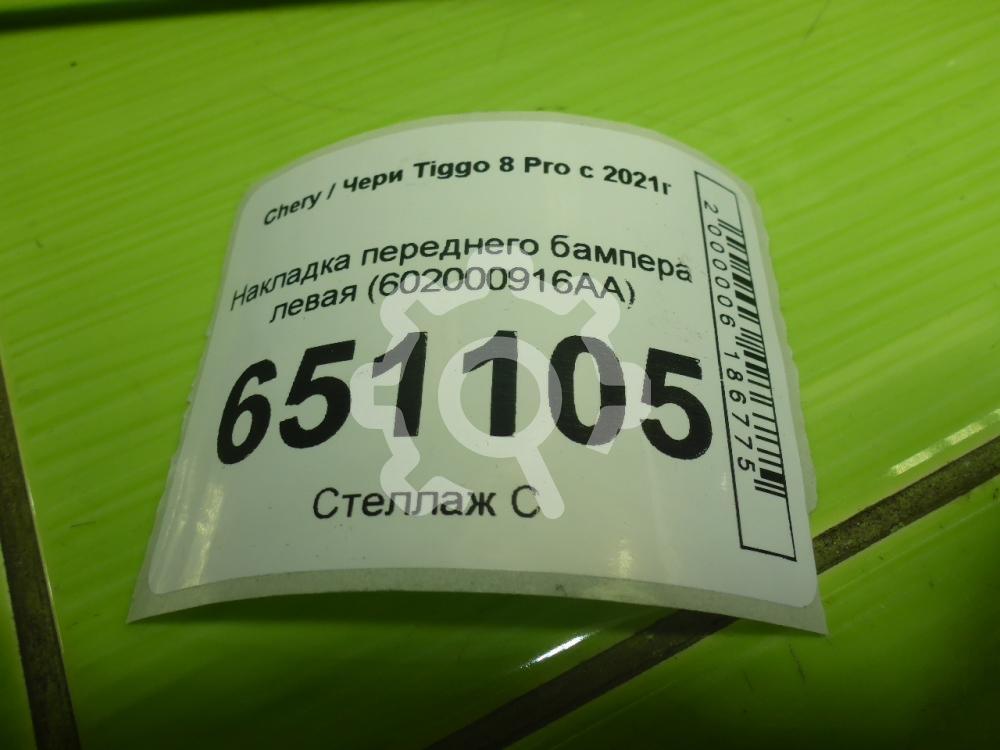 Chery / Чери Tiggo 8 Pro с 2021г
Накладка переднего бампера
левая (602000916AA)
651105
Стеллаж С
2000006186775